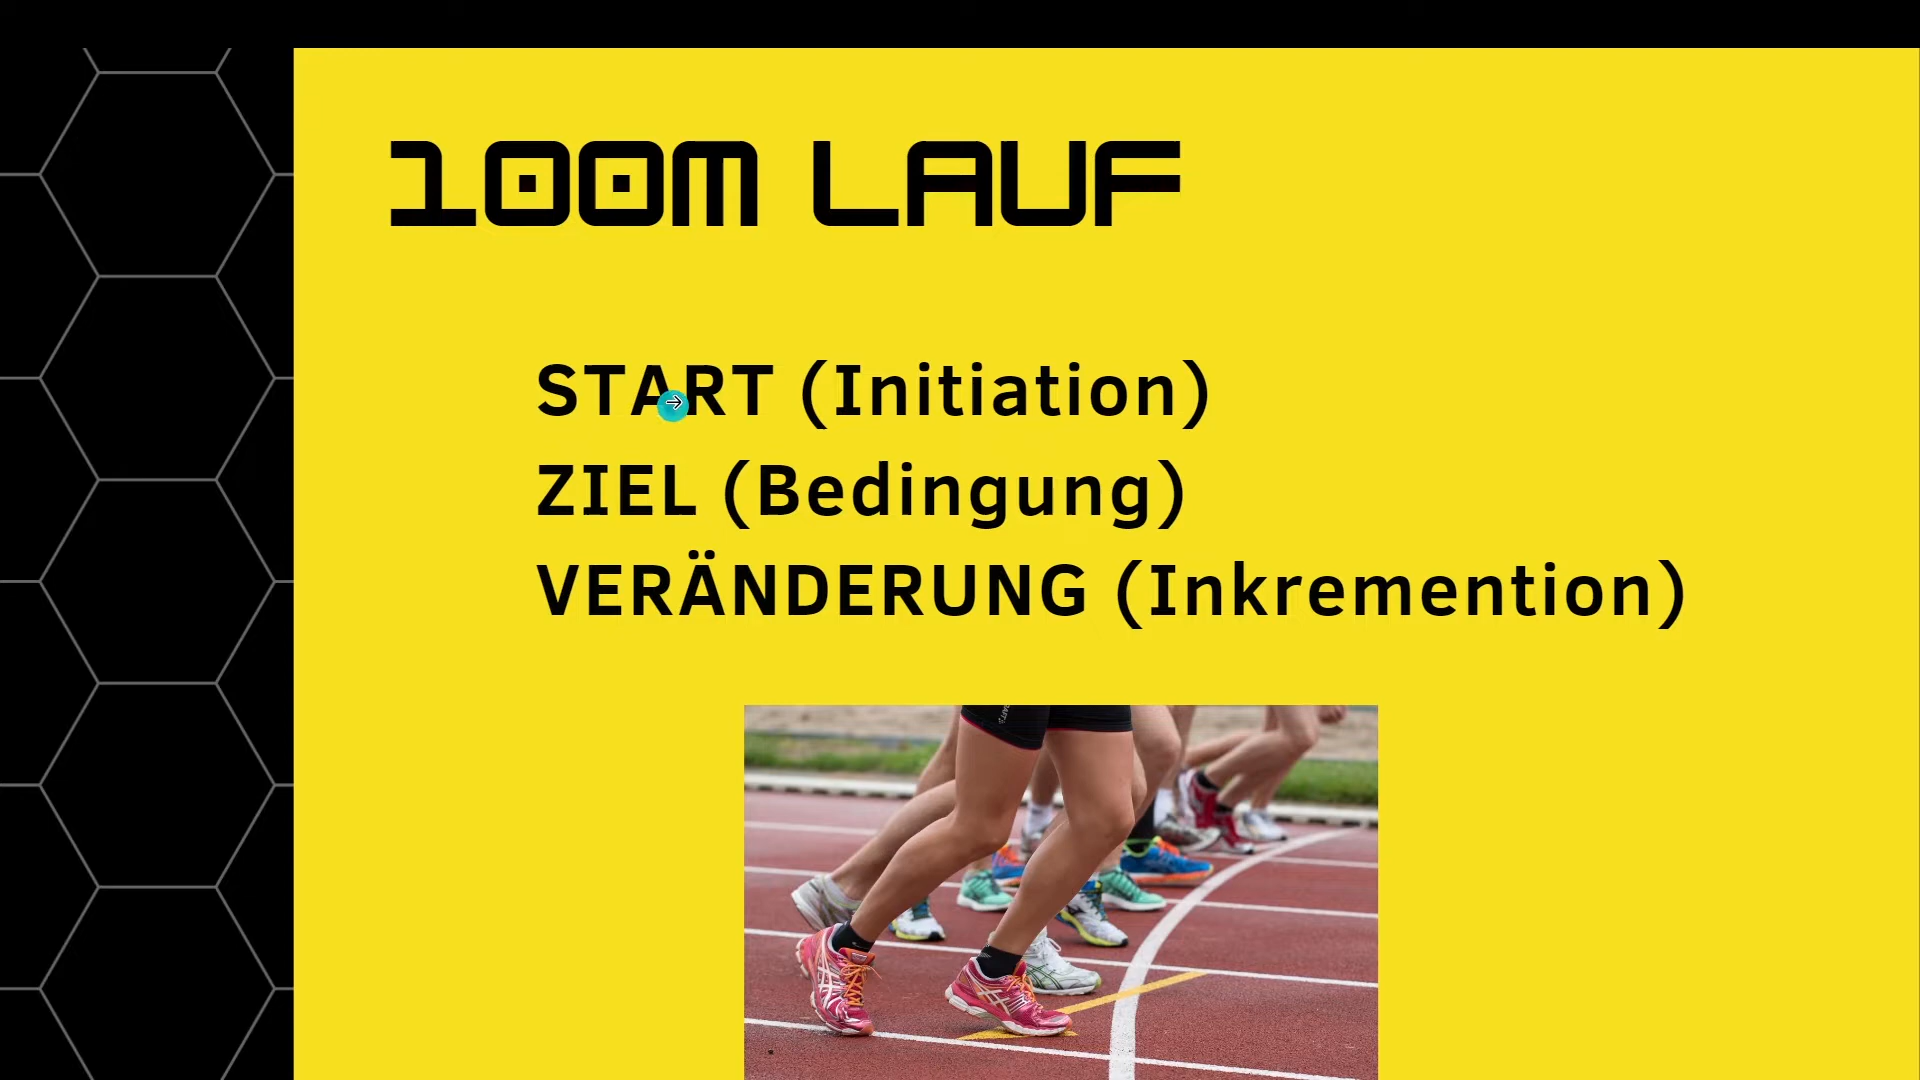 100M LAUF
START (Initiation)
ZIEL (Bedingung)
VERÄNDERUNG (Inkremention)